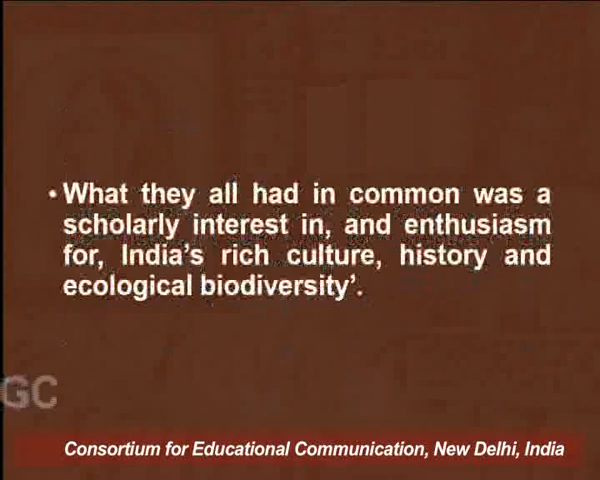 • What they all had in common was a
scholarly interest in, and enthusiasm
for, India's rich culture, history and
ecological biodiversity'.
GC
Consortium for Educational Communication, New Delhi, India